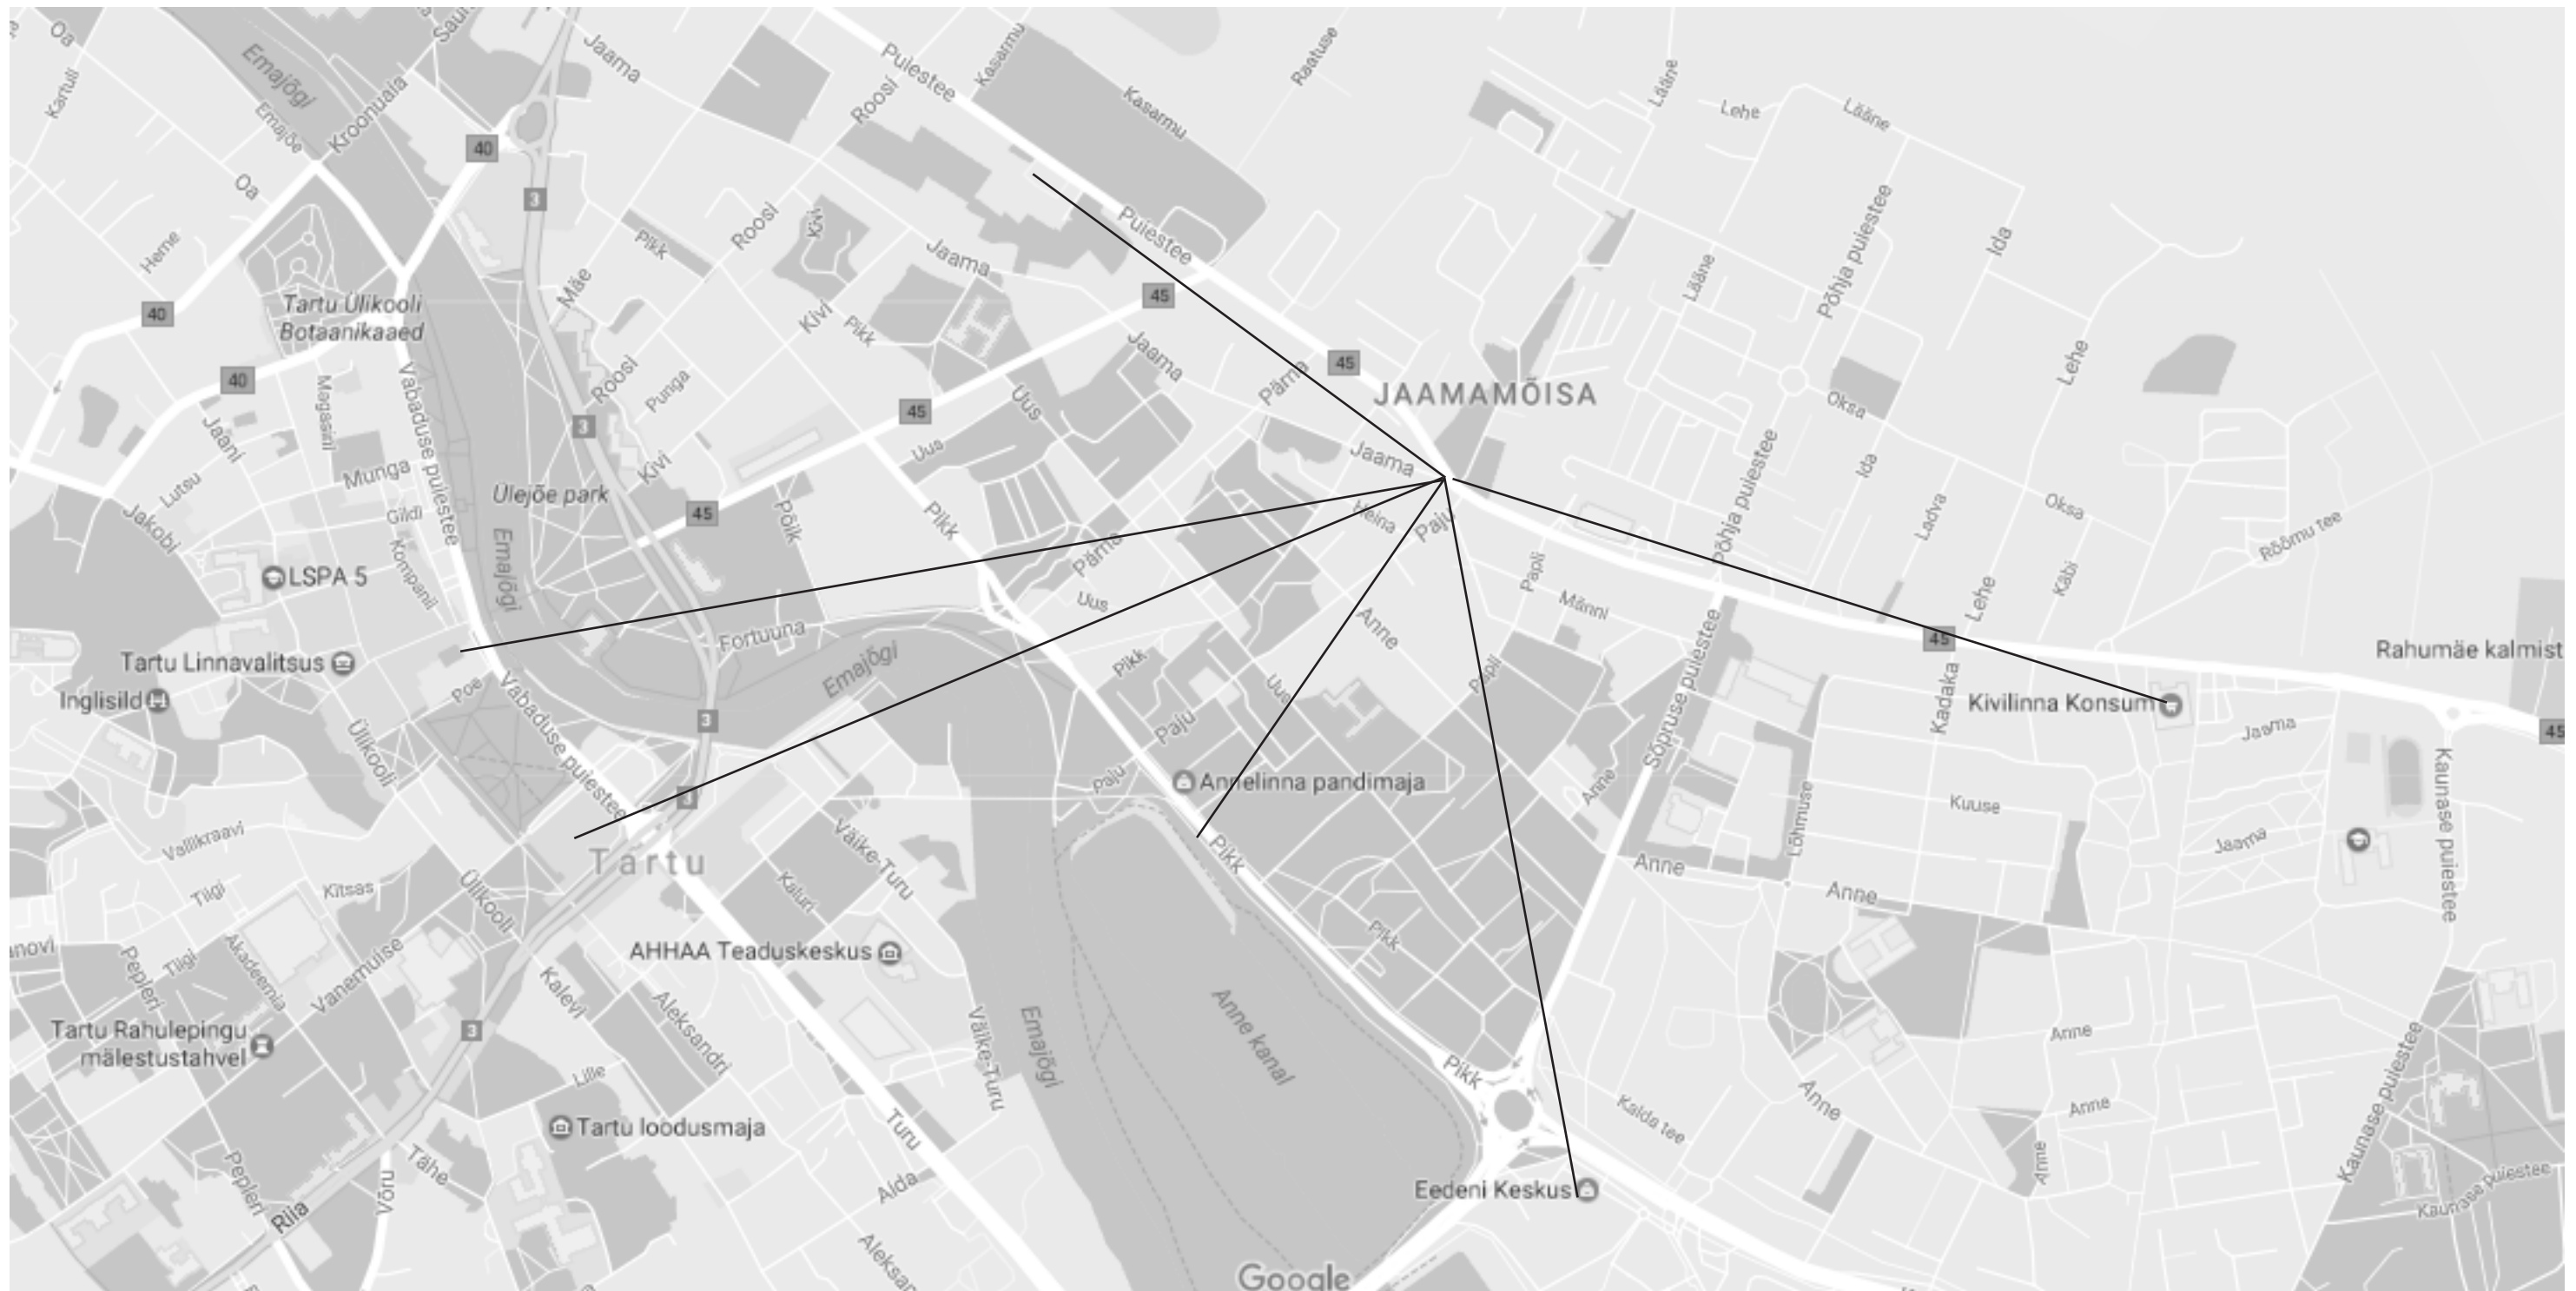 Oa
Kartuli
Emajõgi
Emajõe
Kroonuaia
Jaama
Puiestee
Kasarmu
Roosi
Raatuse
Kasarmu
Lääne
Lehe
Lääne
40
3
Oa
Herne
40
Tartu Ülikooli
Botaanikaaed
Pikk
Roosi
Kivi
Jaama
Puiestee
45
Mäe
Kivi
Pikk
Jaama
Pärna
45
JAAMAMÕISA
Lääne
Põhja puiestee
Ida
Lehe
Oksa
40
Magasini
Vabaduse puiestee
Roosi
Punga
3
45
Uus
Uus
Jaani
Lutsu
Munga
Kivi
Jaama
Ida
Põhja puiestee
Ladva
Oksa
Rõõmu tee
Jakobi
Gildi
Ülejõe park
45
Põik
Pikk
Heina
Paju
Kompanii
Emajõgi
LSPA 5
Pärna
Uus
Papli
Männi
Käbi
Lehe
Tartu Linnavalitsus
Inglisild
Poe
Fortuuna
Emajõgi
Pikk
Anne
Uus
Papli
Sõpruse puiestee
45
Kadaka
Kivilinna Konsum
Rahumäe kalmist
Ülikooli
Vabaduse puiestee
3
Paju
Jaama
45
3
Paju
Annelinna pandimaja
Anne
Lõhmuse
Kuuse
Kaunase puiestee
Vallikraavi
Tartu
Väike-Turu
Pikk
Anne
Anne
Jaama
Tiigi
Kitsas
Ülikooli
Kaluri
Pikk
anovi
Pepleri
Tiigi
Akadeemia
Vanemuise
Kalevi
AHHAA Teaduskeskus
Aleksandri
Väike-Turu
Emajõgi
Anne kanal
Tartu Rahulepingu
mälestustahvel
3
Lille
Pikk
Anne
Anne
Anne
Kaunase puiestee
Tartu loodusmaja
Turu
Kalda tee
Anne
Pepleri
Võru
Tähe
Riia
Aida
Eedeni Keskus
Kaunase puiestee
Google